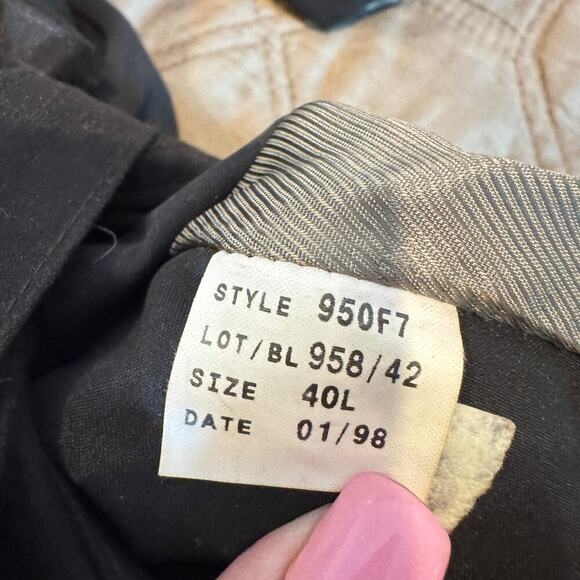 STYLE 950F7
LOT/BL 958/42
SIZE 40L
DATE 01/98